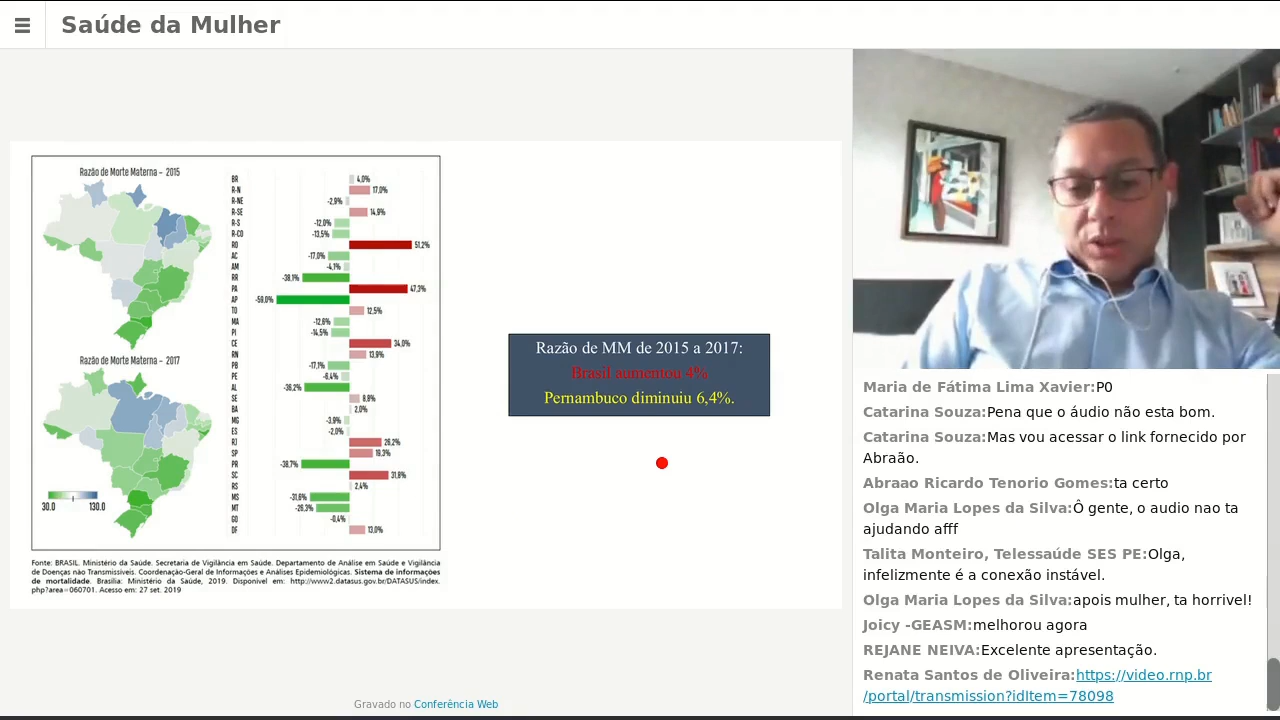 Saúde da Mulher
Razão de Morte Materna - 2015
Razão de Morte Materna - 2017
30.0 130.0
BR 4,0%
R-N 17,0%
R-NE -2,9%
R-SE 14,9%
R-S -12,0%
R-CO -13,5%
RO 51,2%
AC -17,0%
AM -4,1%
RR -38,1%
PA 47,3%
AP -59,0%
TO 12,5%
MA -12,6%
PI -14,5%
CE 34,0%
RN 13,9%
PB -17,1%
PE -6,4%
AL -36,2%
SE 8,8%
BA 2,0%
MG -3,9%
ES -2,0%
RJ 26,2%
SP 19,3%
PR -38,7%
SC 31,8%
RS 2,4%
MS -31,6%
MT -26,3%
GO -0,4%
DF 13,0%
Fonte: BRASIL. Ministério da Saúde. Secretaria de Vigilância em Saúde. Departamento de Análise em Saúde e Vigilância
de Doenças não Transmissíveis. Coordenação-Geral de Informações e Análises Epidemiológicas. Sistema de informações
de mortalidade. Brasília: Ministério da Saúde, 2019. Disponível em: http://www2.datasus.gov.br/DATASUS/index.
php?area=060701. Acesso em: 27 set. 2019
Razão de MM de 2015 a 2017:
Brasil aumentou 4%
Pernambuco diminuiu 6,4%.
Gravado no Conferência Web
Maria de Fátima Lima Xavier:P0
Catarina Souza:Pena que o áudio não esta bom.
Catarina Souza:Mas vou acessar o link fornecido por
Abraão.
Abraao Ricardo Tenorio Gomes:ta certo
Olga Maria Lopes da Silva:Ô gente, o audio nao ta
ajudando afff
Talita Monteiro, Telessaúde SES PE:Olga,
infelizmente é a conexão instável.
Olga Maria Lopes da Silva:apois mulher, ta horrivel!
Joicy -GEASM:melhorou agora
REJANE NEIVA:Excelente apresentação.
Renata Santos de Oliveira:https://video.rnp.br
/portal/transmission?idItem=78098